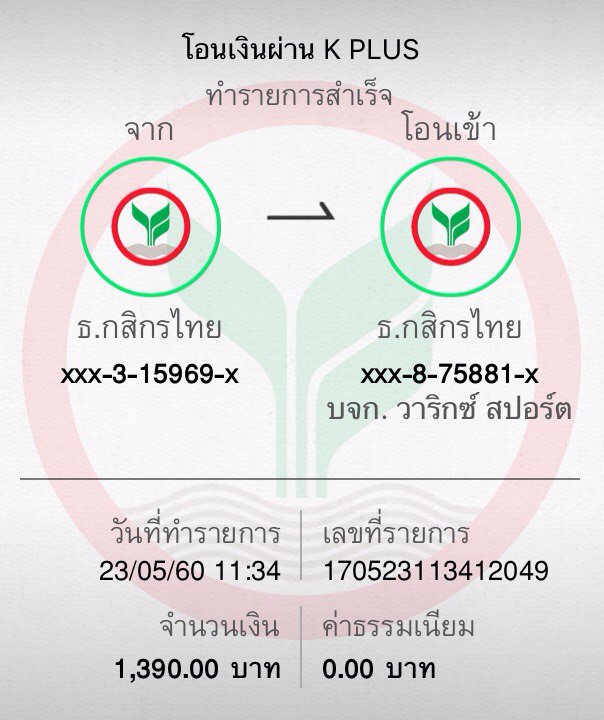 โอนเงินผ่าน K PLUS
ทำรายการสำเร็จ
จาก
โอนเข้า
ธ.กสิกรไทย
ธ.กสิกรไทย
xxx-3-15969-x
xxx-8-75881-x
บจก. วาริกซ์ สปอร์ต
วันที่ทำรายการ
เลขที่รายการ
23/05/60 11:34
170523113412049
จำนวนเงิน
ค่าธรรมเนียม
1,390.00 บาท
0.00 บาท